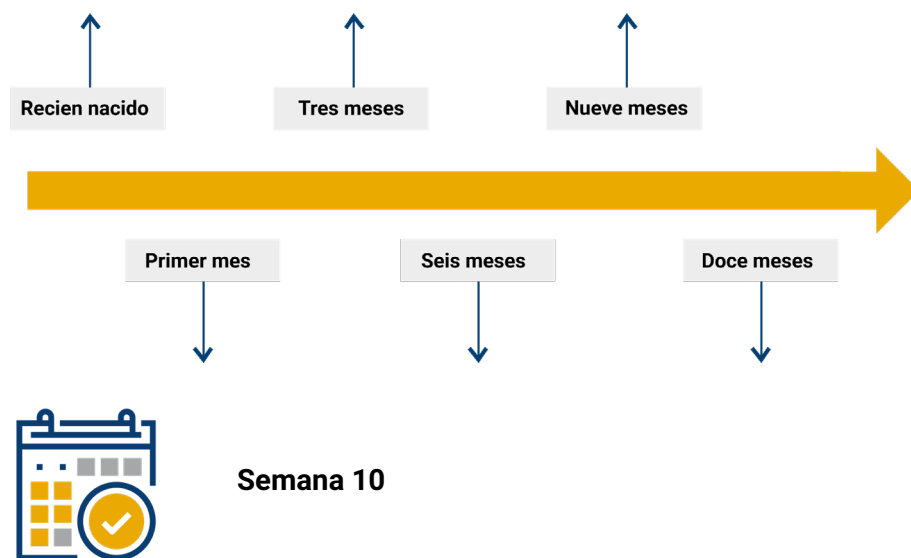 Recien nacido
Tres meses
Nueve meses
Primer mes
Seis meses
Doce meses
Semana 10